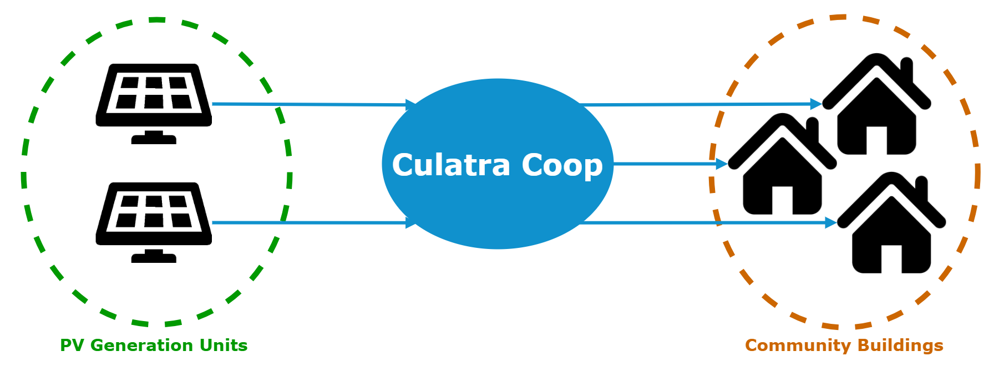 Culatra Coop
PV Generation Units
Community Buildings